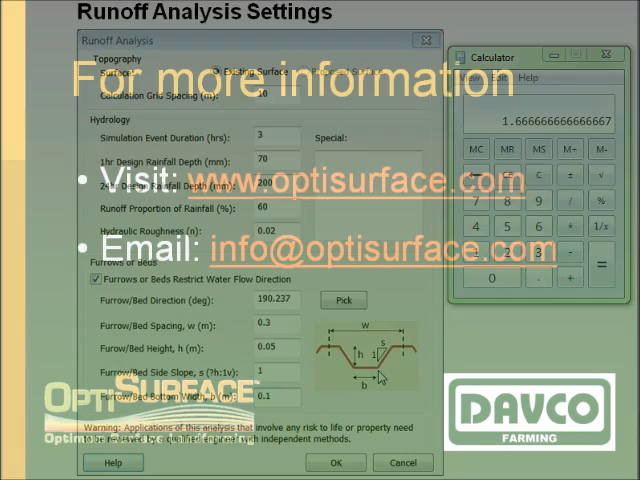 Runoff Analysis Settings
Runoff Analysis
Topography
Surface: Existing Surface Proposed Surface
For more information
Calculation Grid Spacing (m): 10
Hydrology
Simulation Event Duration (hrs): 3 Special:
1hr Design Rainfall Depth (mm): 70
• Visit: www.optisurface.com
24hr Design Rainfall Depth (mm): 200
Runoff Proportion of Rainfall (%): 60
Hydraulic Roughness (n): 0.02
• Email: info@optisurface.com
Furrows or Beds
Furrows or Beds Restrict Water Flow Direction
Furrow/Bed Direction (deg): 190.237 Pick
Furrow/Bed Spacing, w (m): 0.3
Furrow/Bed Height, h (m): 0.05
Furrow/Bed Side Slope, s (?h:1v): 1
Furrow/Bed Bottom Width, b (m): 0.1
w
s
h 1
b
OPTISURFACE
Warning: Applications of this analysis that involve any risk to life or property need
to be reviewed by a qualified engineer with independent methods.
Help OK Cancel
Calculator
View Edit Help
1.666666666666667
MC MR MS M+ M-
← CE C ± √
7 8 9 / %
4 5 6 * 1/x
1 2 3 - =
0 . +
DAVCO
FARMING